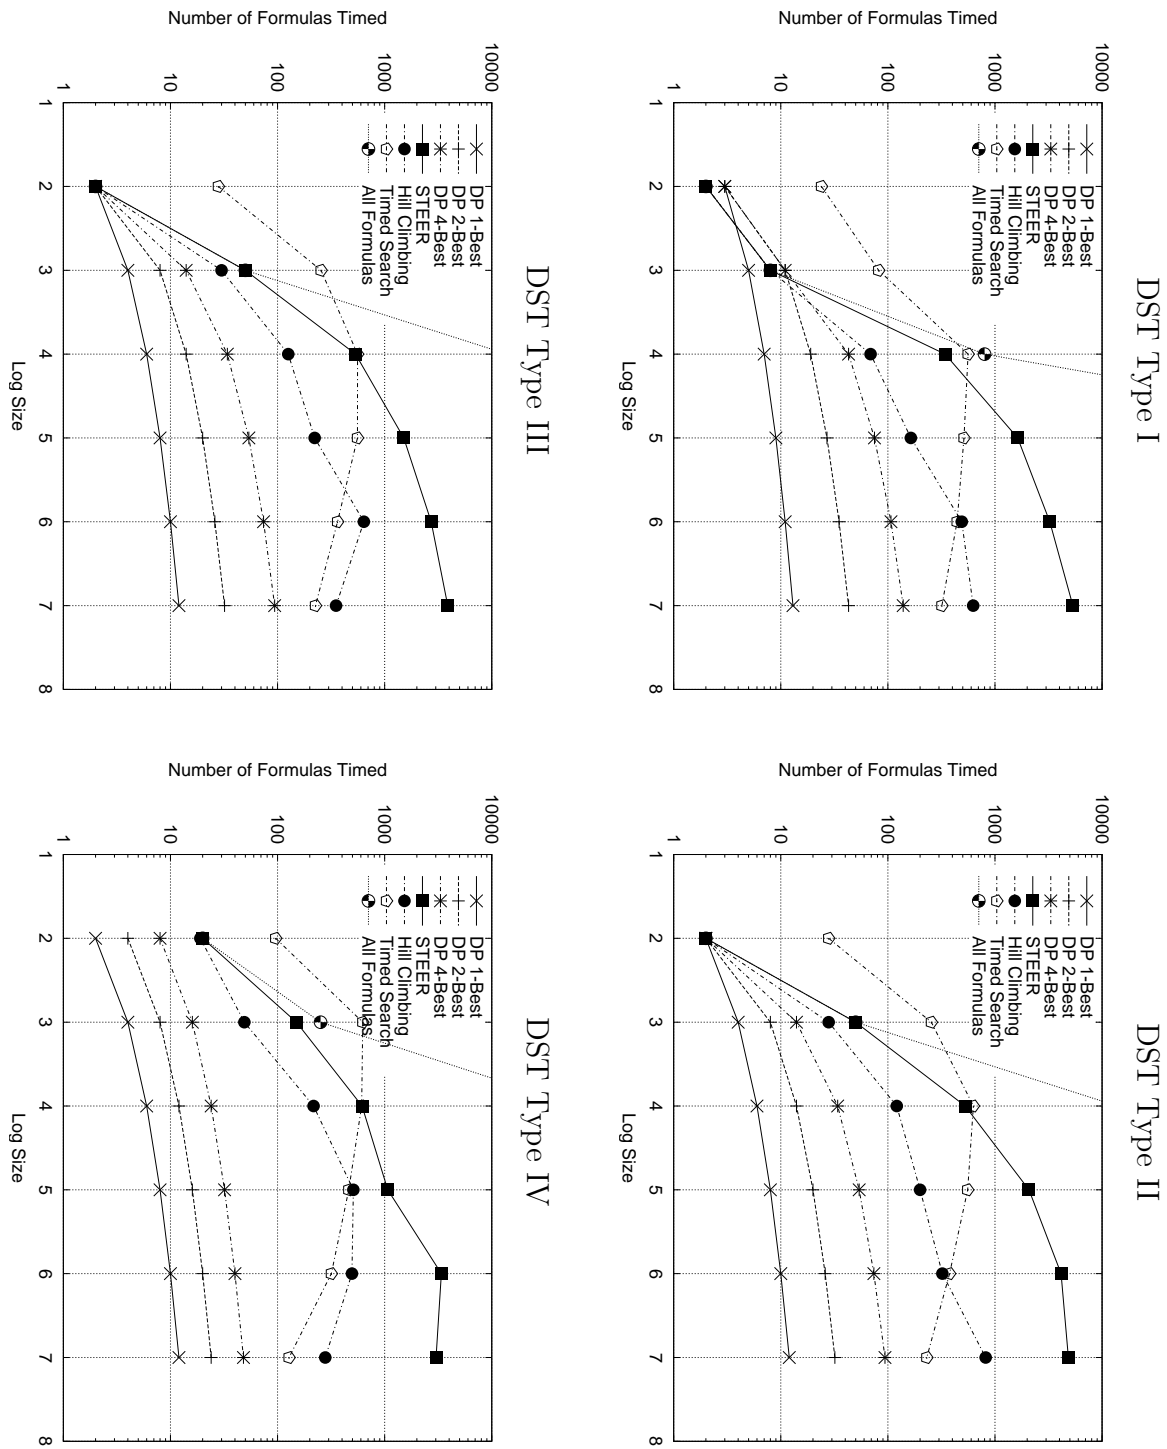 DST Type I
Number of Formulas Timed
10000
1000
100
10
1
DP 1-Best
DP 2-Best
DP 4-Best
STEER
Hill Climbing
Timed Search
All Formulas
1 2 3 4 5 6 7 8
Log Size
DST Type II
Number of Formulas Timed
10000
1000
100
10
1
DP 1-Best
DP 2-Best
DP 4-Best
STEER
Hill Climbing
Timed Search
All Formulas
1 2 3 4 5 6 7 8
Log Size
DST Type III
Number of Formulas Timed
10000
1000
100
10
1
DP 1-Best
DP 2-Best
DP 4-Best
STEER
Hill Climbing
Timed Search
All Formulas
1 2 3 4 5 6 7 8
Log Size
DST Type IV
Number of Formulas Timed
10000
1000
100
10
1
DP 1-Best
DP 2-Best
DP 4-Best
STEER
Hill Climbing
Timed Search
All Formulas
1 2 3 4 5 6 7 8
Log Size